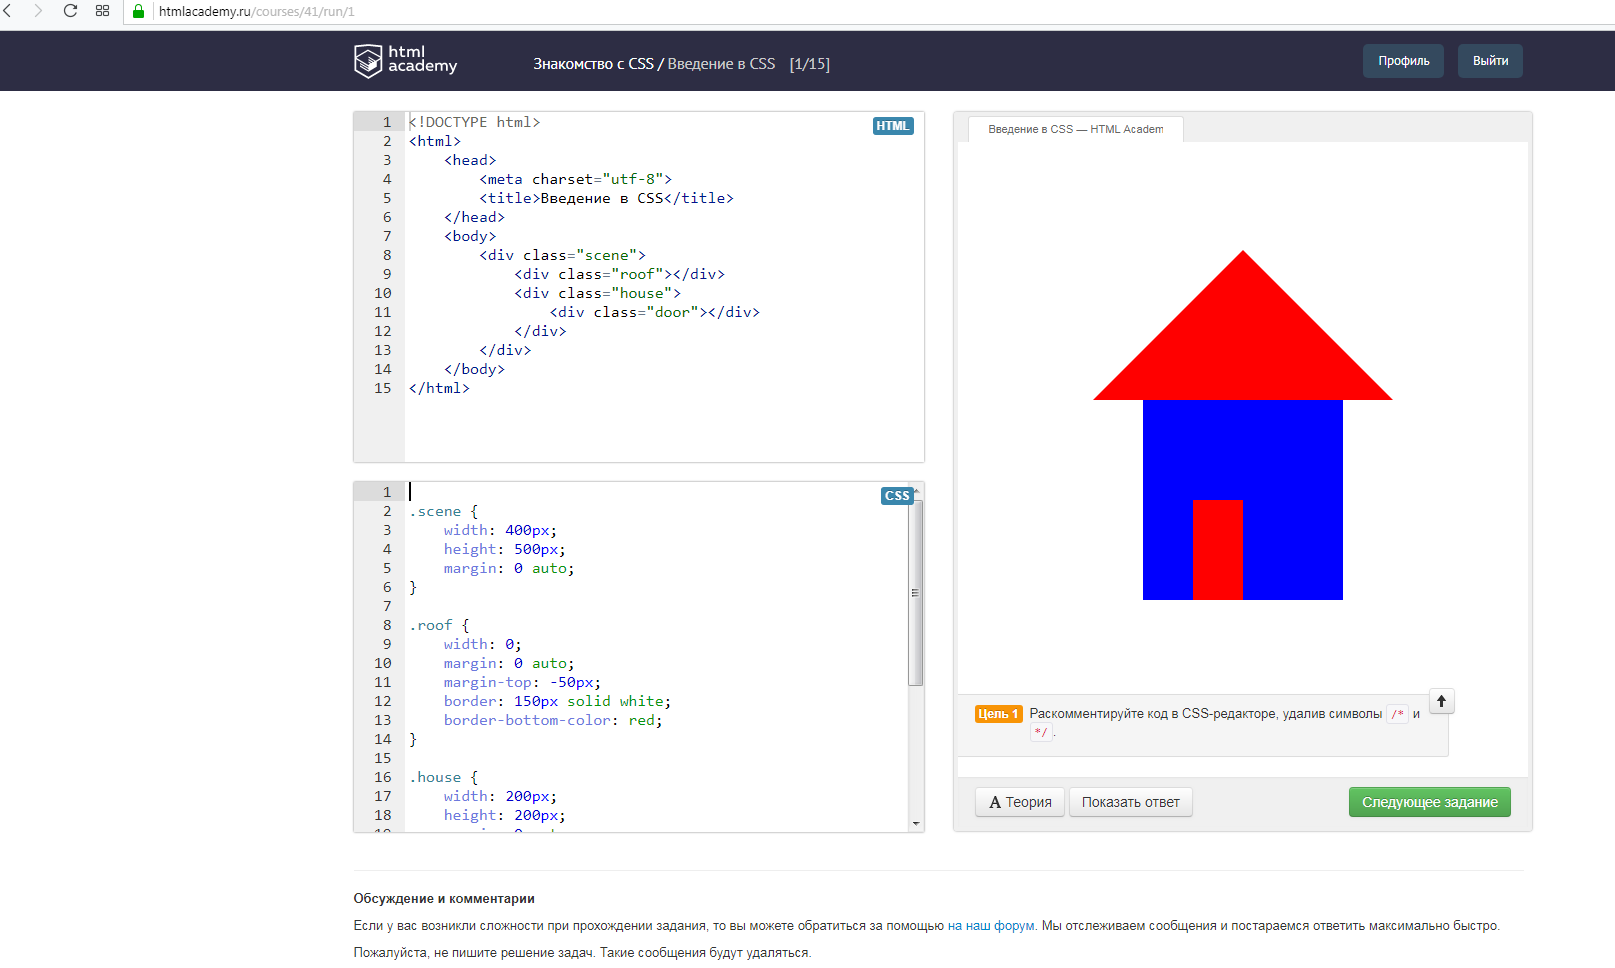 htmlacademy.ru/courses/41/run/1
html
academy
Знакомство с CSS / Введение в CSS [1/15]
Профиль
Выйти
HTML
1 <!DOCTYPE html>
2 <html>
3 <head>
4 <meta charset="utf-8">
5 <title>Введение в CSS</title>
6 </head>
7 <body>
8 <div class="scene">
9 <div class="roof"></div>
10 <div class="house">
11 <div class="door"></div>
12 </div>
13 </div>
14 </body>
15 </html>
CSS
1
2 .scene {
3 width: 400px;
4 height: 500px;
5 margin: 0 auto;
6 }
7
8 .roof {
9 width: 0;
10 margin: 0 auto;
11 margin-top: -50px;
12 border: 150px solid white;
13 border-bottom-color: red;
14 }
15
16 .house {
17 width: 200px;
18 height: 200px;
Введение в CSS — HTML Academ
Цель 1 Раскомментируйте код в CSS-редакторе, удалив символы /* и
*/.
A Теория
Показать ответ
Следующее задание
Обсуждение и комментарии
Если у вас возникли сложности при прохождении задания, то вы можете обратиться за помощью на наш форум. Мы отслеживаем сообщения и постараемся ответить максимально быстро.
Пожалуйста, не пишите решение задач. Такие сообщения будут удаляться.